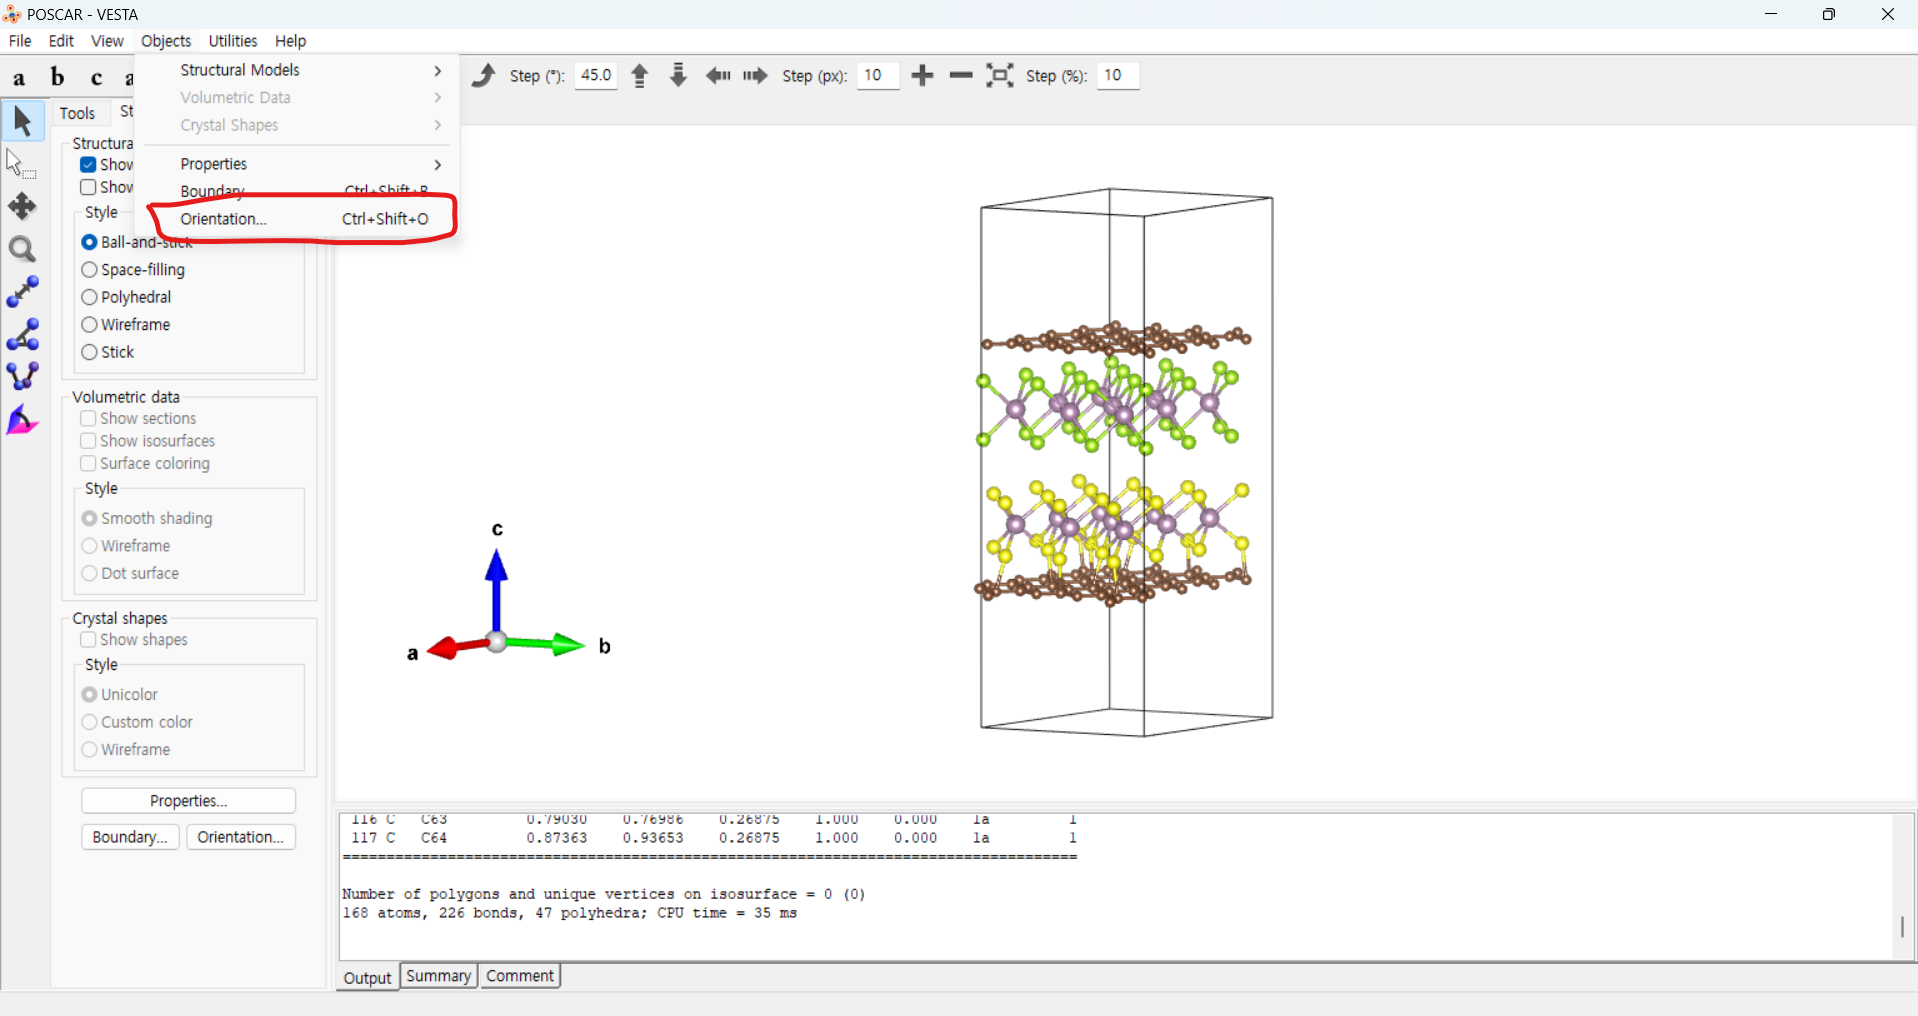 POSCAR - VESTA
File Edit View Objects Utilities Help
a b c a
Step (°): 45.0 Step (px): 10 Step (%): 10
Structural Models
Volumetric Data
Crystal Shapes
Properties
Boundary... Ctrl+Shift+B
Orientation... Ctrl+Shift+O
Tools St
Structura
Show
Show
Style
Ball-and-stick
Space-filling
Polyhedral
Wireframe
Stick
Volumetric data
Show sections
Show isosurfaces
Surface coloring
Style
Smooth shading
Wireframe
Dot surface
Crystal shapes
Show shapes
Style
Unicolor
Custom color
Wireframe
Properties...
Boundary... Orientation...
c
a
b
116 C C63 0.79030 0.76986 0.26875 1.000 0.000 1a 1
117 C C64 0.87363 0.93653 0.26875 1.000 0.000 1a 1
Number of polygons and unique vertices on isosurface = 0 (0)
168 atoms, 226 bonds, 47 polyhedra; CPU time = 35 ms
Output Summary Comment